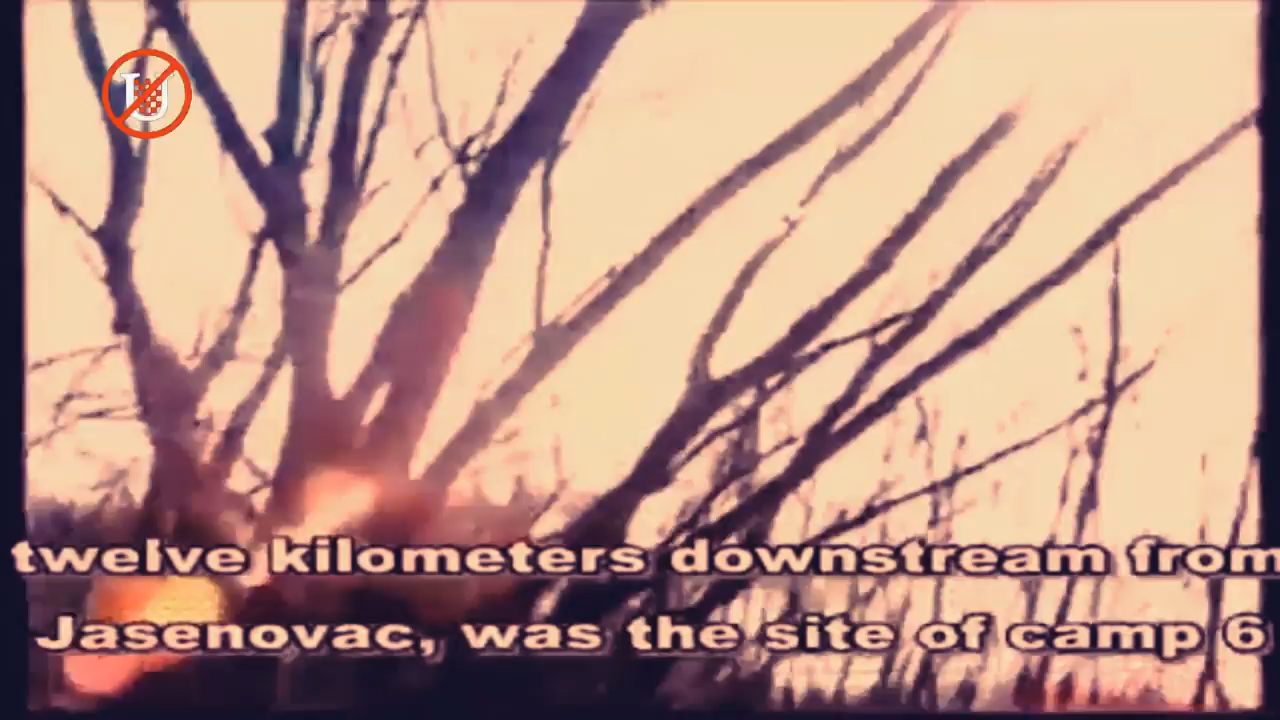 U
twelve kilometers downstream from
Jasenovac, was the site of camp 6